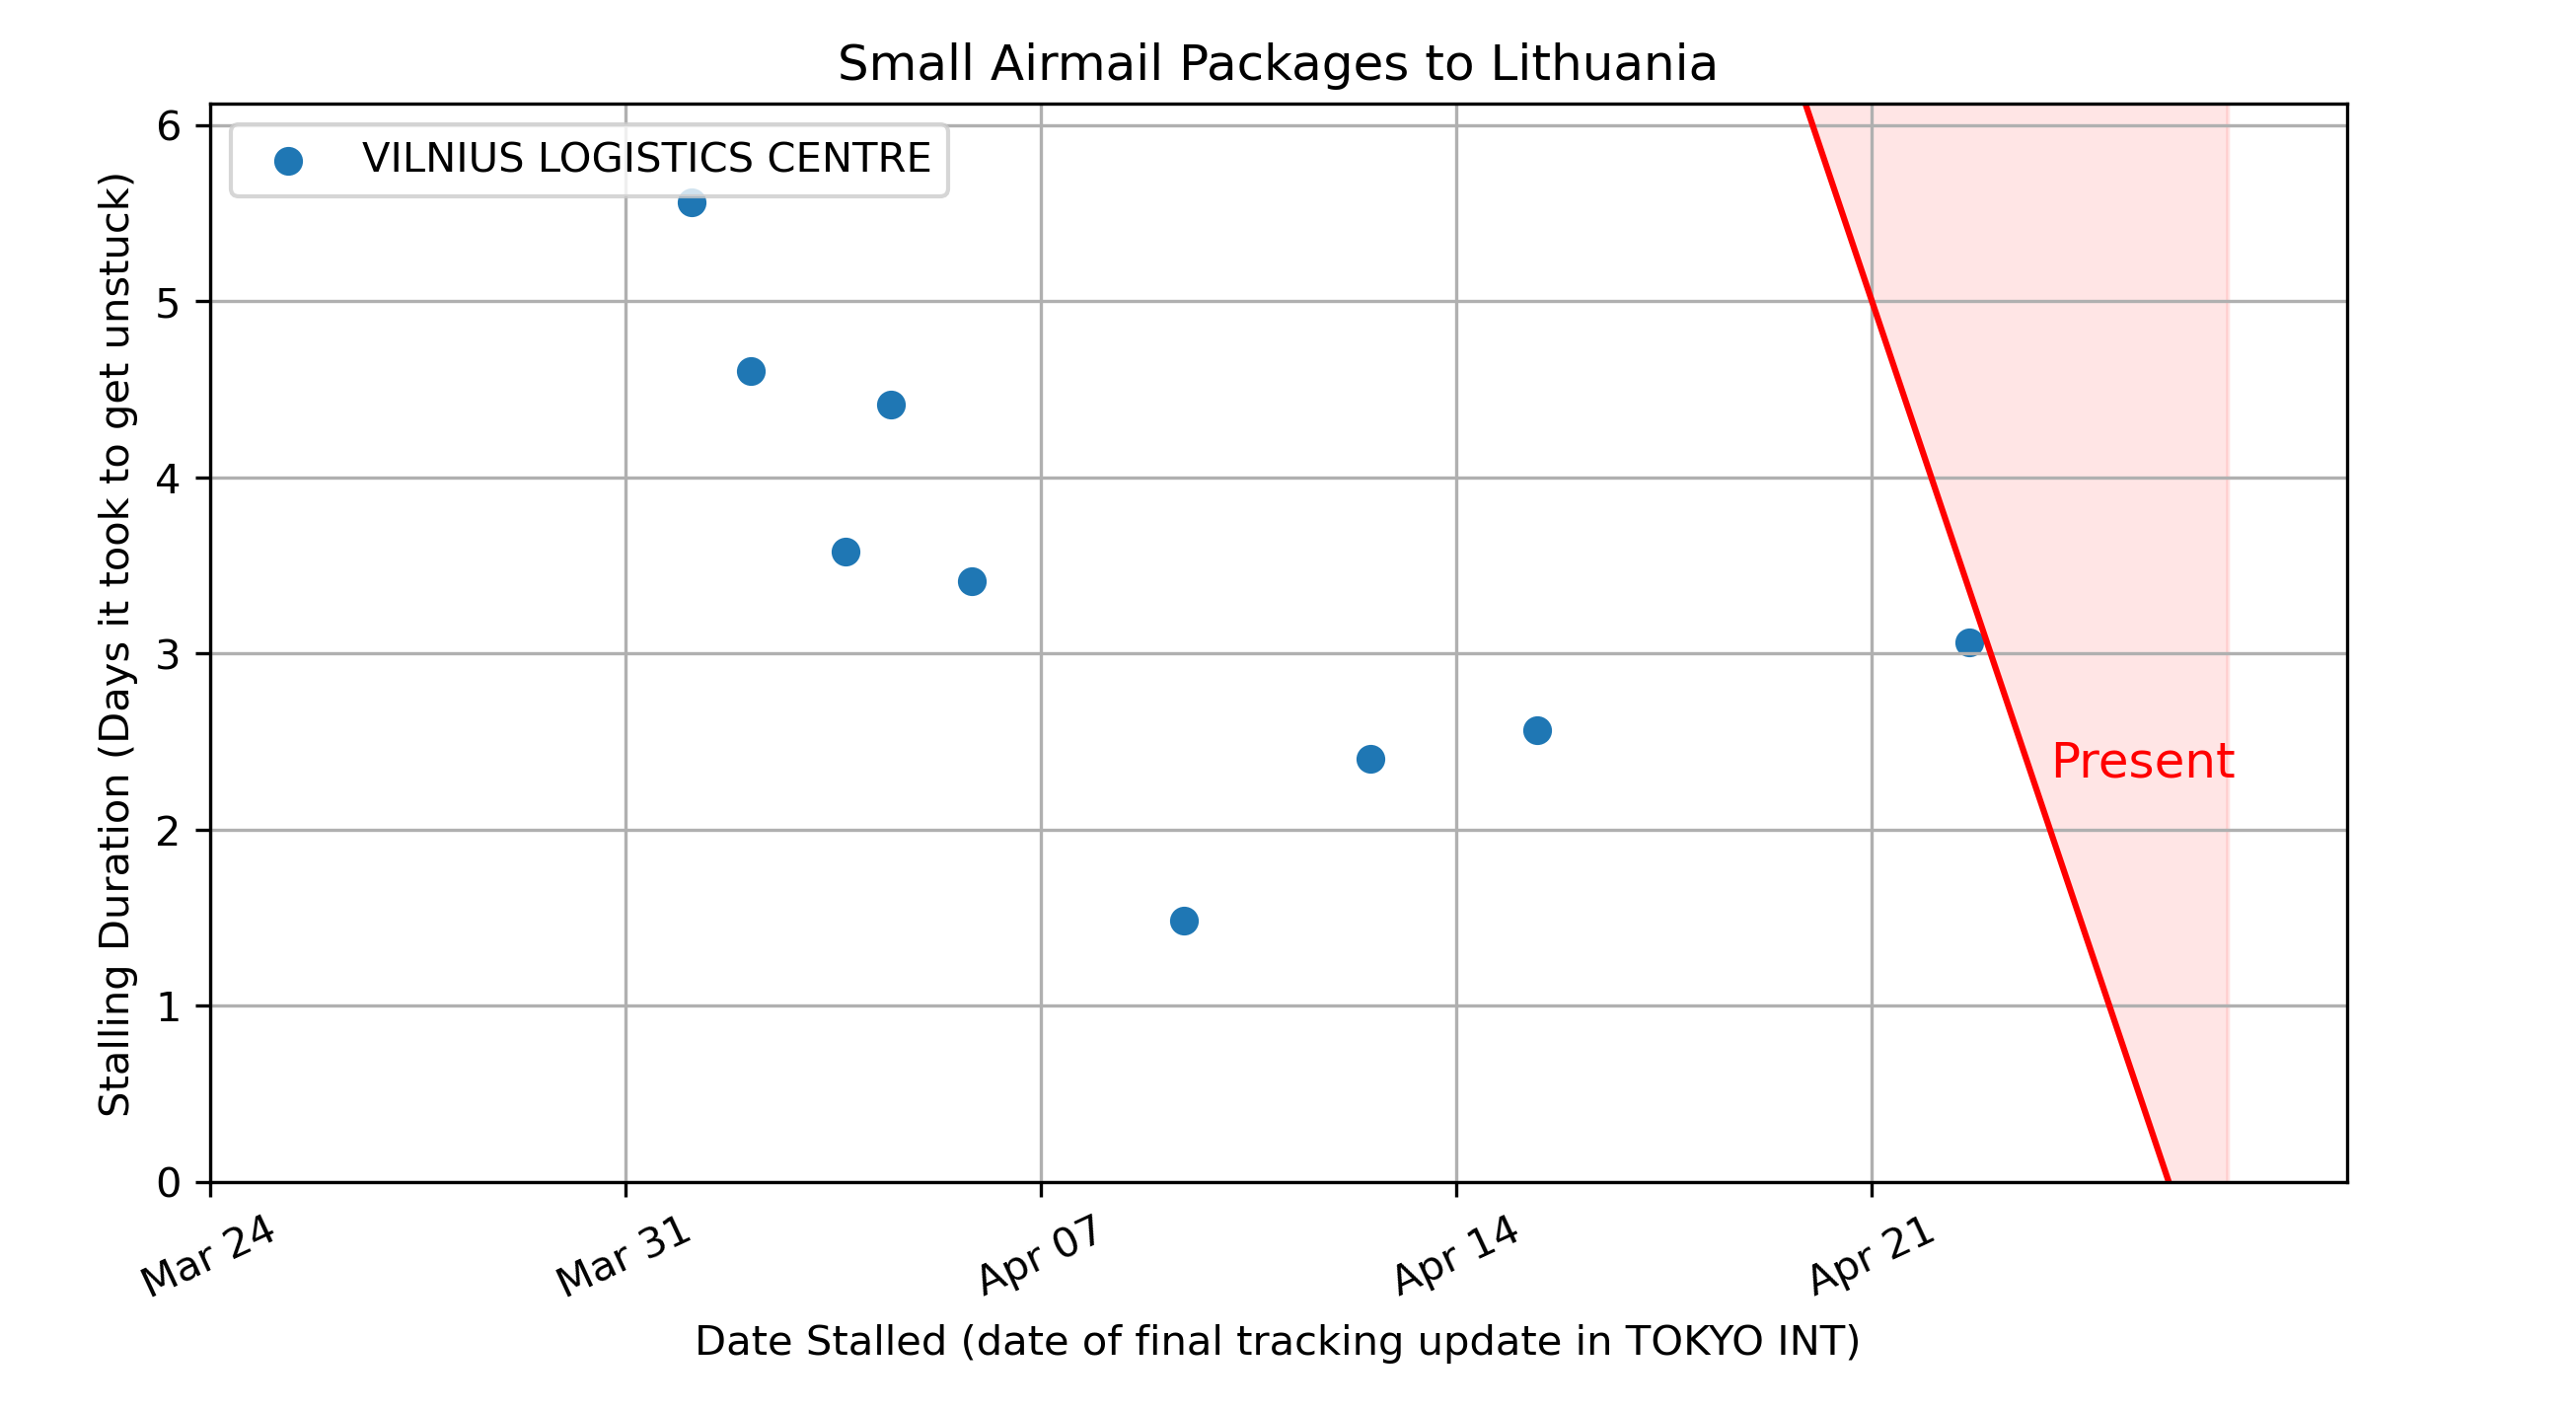 Small Airmail Packages to Lithuania
VILNIUS LOGISTICS CENTRE
Stalling Duration (Days it took to get unstuck)
6
5
4
3
2
1
0
Present
Mar 24
Mar 31
Apr 07
Apr 14
Apr 21
Date Stalled (date of final tracking update in TOKYO INT)